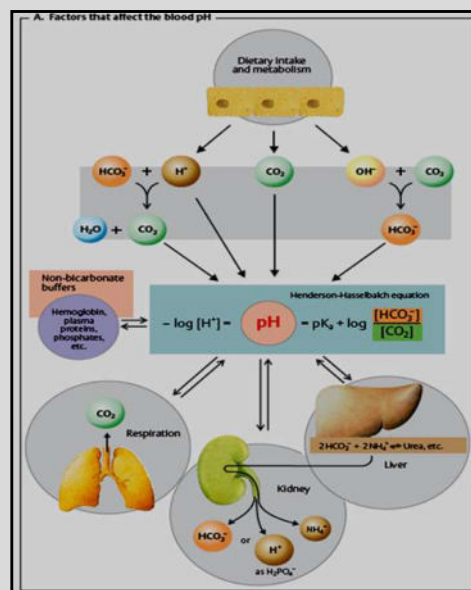 A. Factors that affect the blood pH
Dietary intake
and metabolism
HCO₃⁻ + H⁺
CO₂
OH⁻ + CO₂
H₂O + CO₂
HCO₃⁻
Non-bicarbonate
buffers
Hemoglobin,
plasma
proteins,
phosphates,
etc.
Henderson-Hasselbalch equation
− log [H⁺] = pH = pKₐ + log [HCO₃⁻]
[CO₂]
CO₂
Respiration
2 HCO₃⁻ + 2 NH₄⁺ ⇌ Urea, etc.
Liver
Kidney
HCO₃⁻
or
H⁺
NH₄⁺
as H₂PO₄⁻